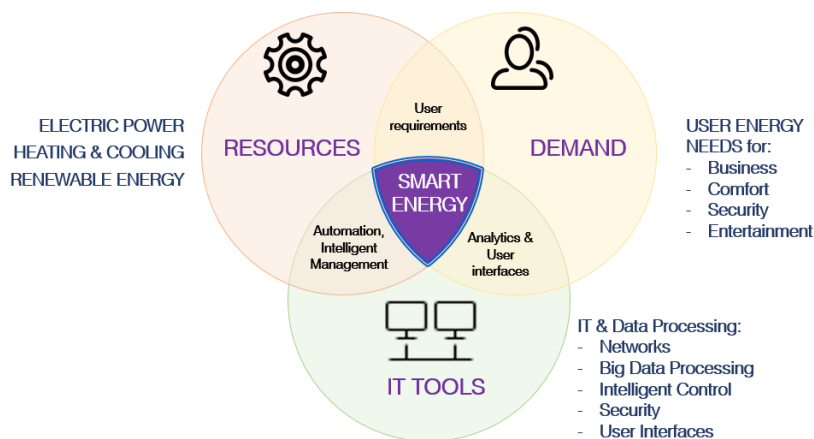 User
requirements
ELECTRIC POWER
HEATING & COOLING
RENEWABLE ENERGY
RESOURCES
DEMAND
USER ENERGY
NEEDS for:
- Business
- Comfort
- Security
- Entertainment
SMART
ENERGY
Automation,
Intelligent
Management
Analytics &
User
interfaces
IT TOOLS
IT & Data Processing:
- Networks
- Big Data Processing
- Intelligent Control
- Security
- User Interfaces